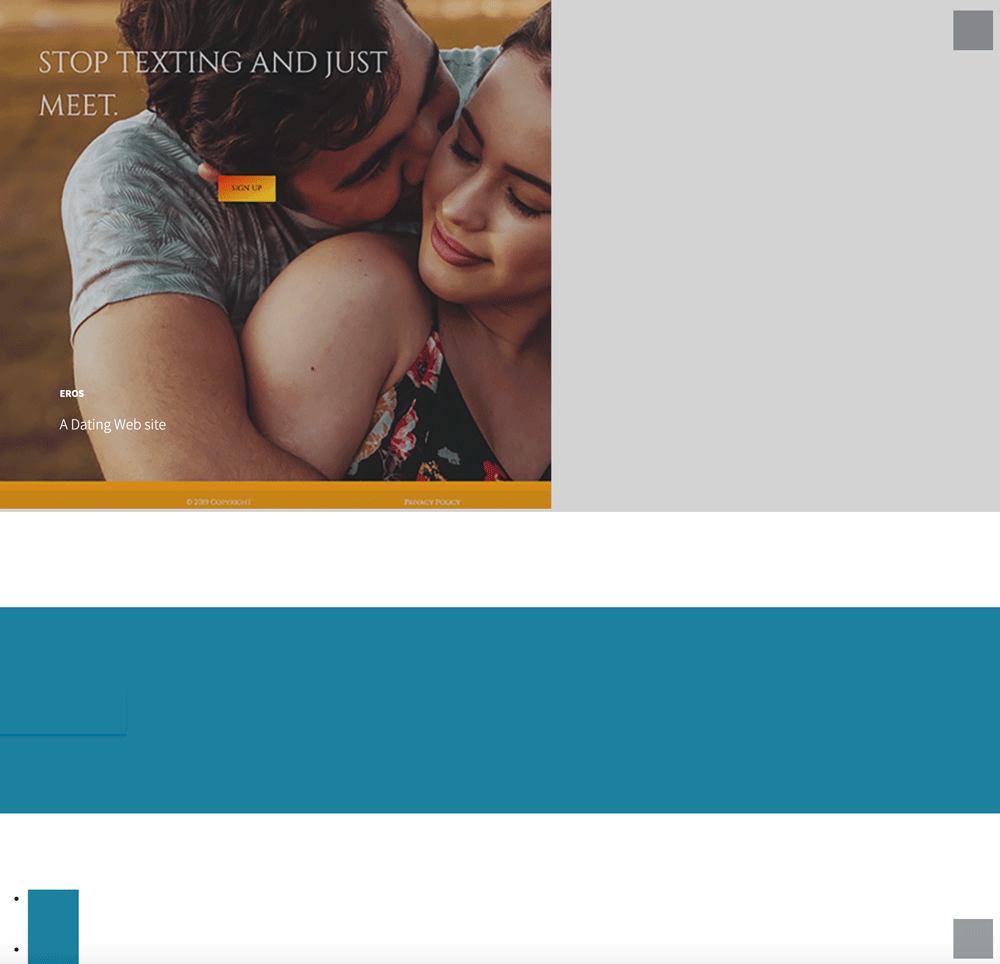 STOP TEXTING AND JUST
MEET.
SIGN UP
EROS
A Dating Web site
© 2019 COPYRIGHT
PRIVACY POLICY